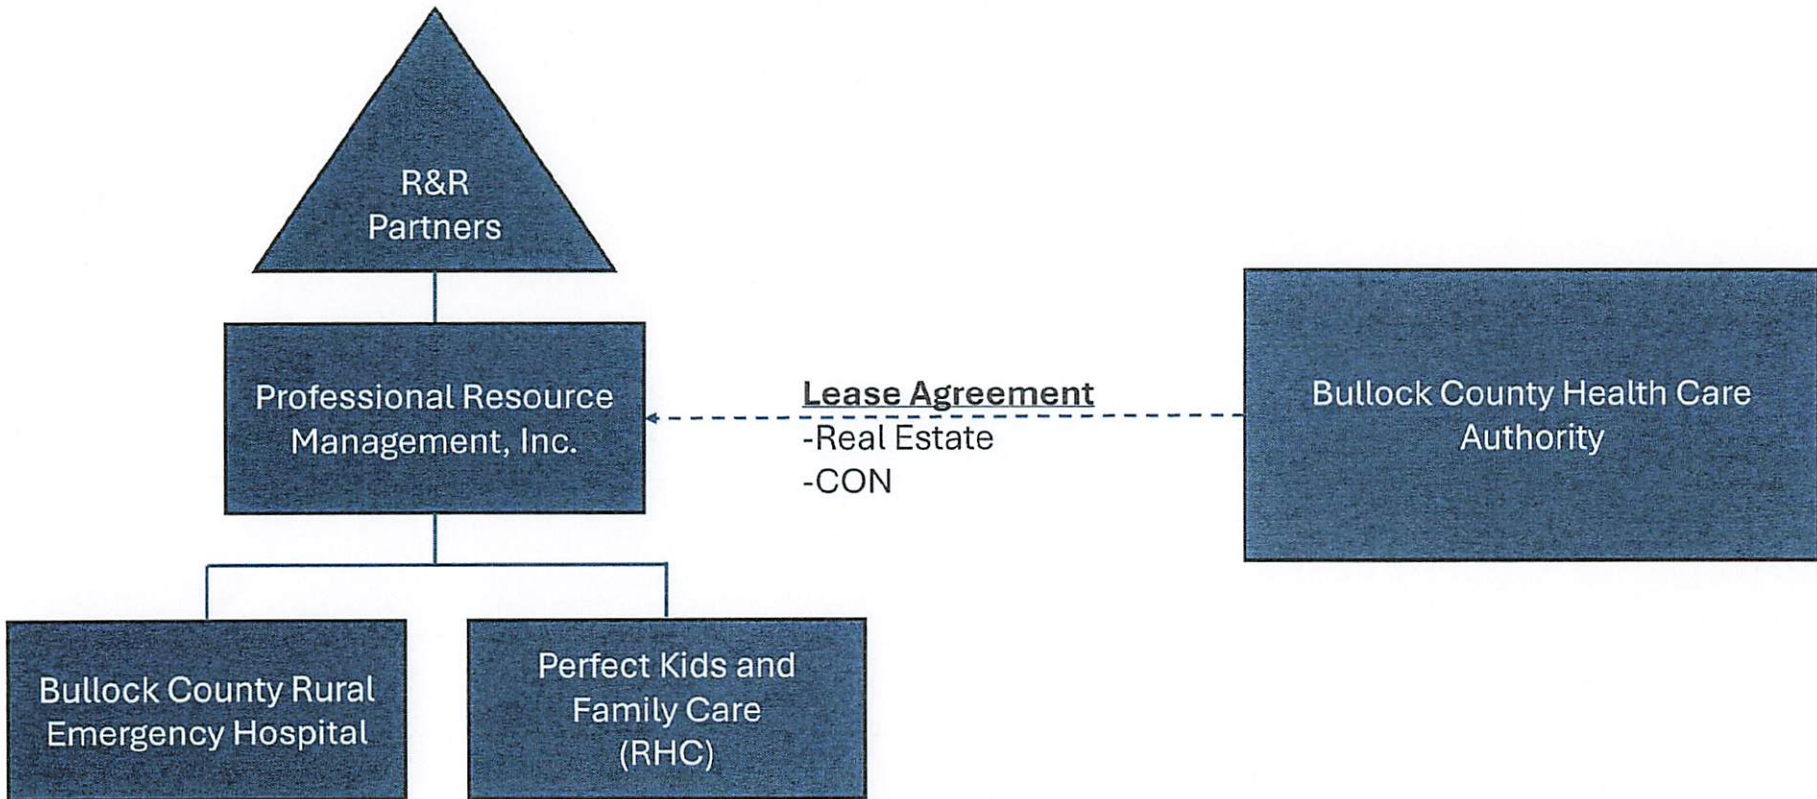 R&R
Partners
Professional Resource
Management, Inc.
Lease Agreement
-Real Estate
-CON
Bullock County Health Care
Authority
Bullock County Rural
Emergency Hospital
Perfect Kids and
Family Care
(RHC)